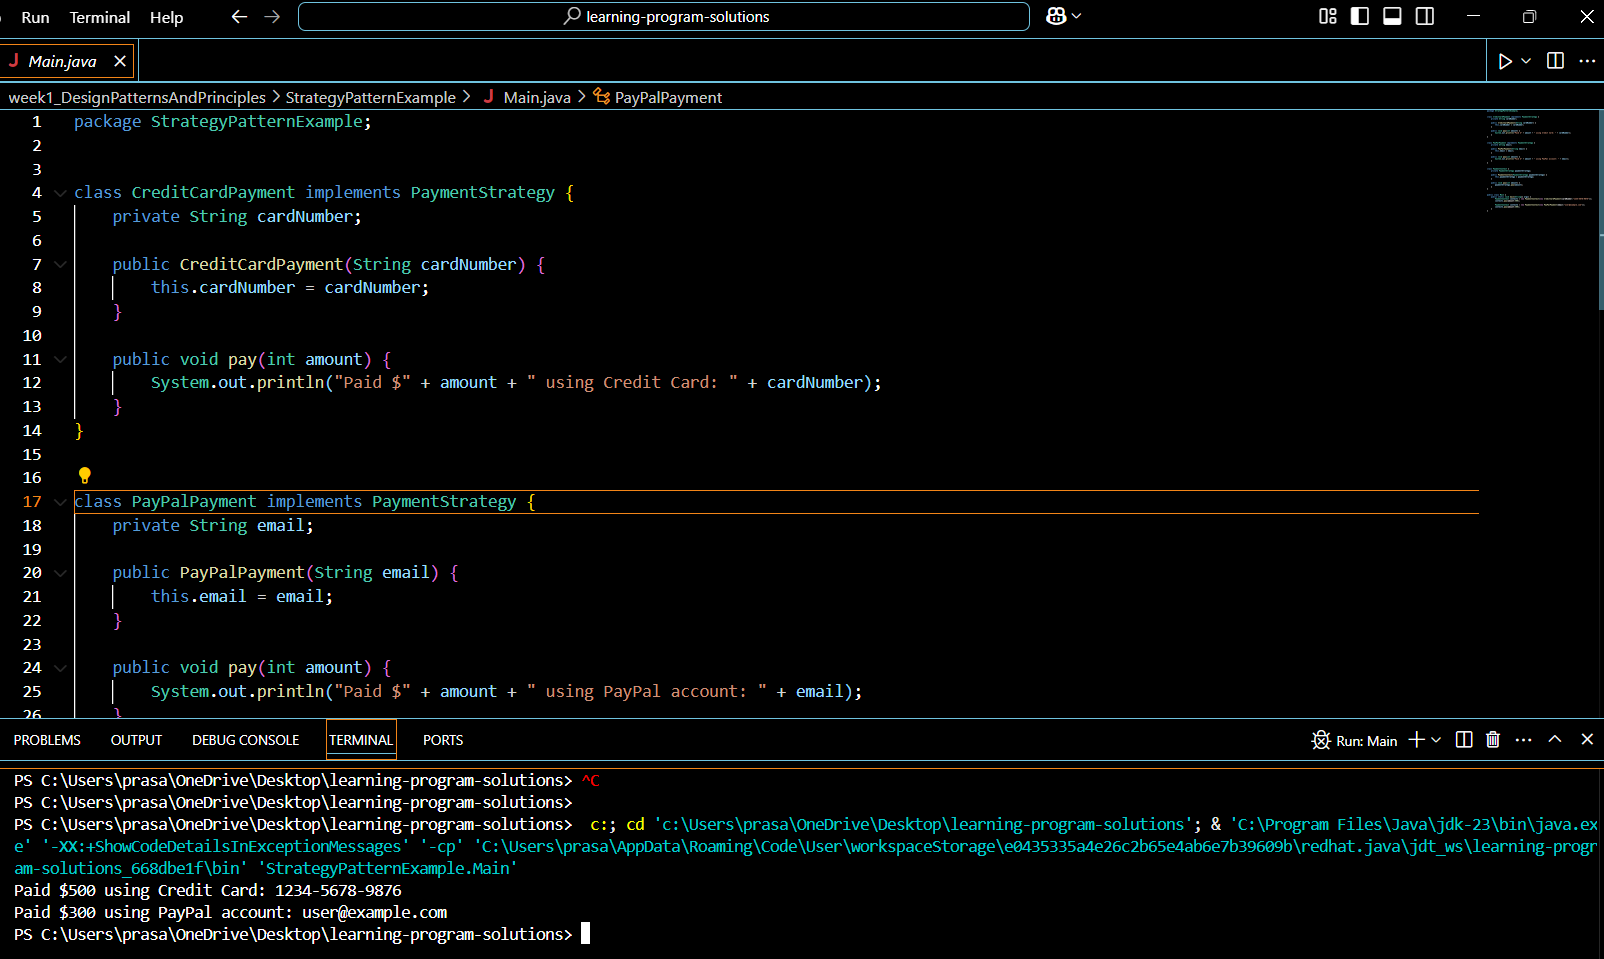 Run Terminal Help learning-program-solutions
J Main.java
week1_DesignPatternsAndPrinciples > StrategyPatternExample > J Main.java > PayPalPayment
1 package StrategyPatternExample;
2
3
4 class CreditCardPayment implements PaymentStrategy {
5 private String cardNumber;
6
7 public CreditCardPayment(String cardNumber) {
8 this.cardNumber = cardNumber;
9 }
10
11 public void pay(int amount) {
12 System.out.println("Paid $" + amount + " using Credit Card: " + cardNumber);
13 }
14 }
15
16
17 class PayPalPayment implements PaymentStrategy {
18 private String email;
19
20 public PayPalPayment(String email) {
21 this.email = email;
22 }
23
24 public void pay(int amount) {
25 System.out.println("Paid $" + amount + " using PayPal account: " + email);
26 }
PROBLEMS OUTPUT DEBUG CONSOLE TERMINAL PORTS Run: Main
PS C:\Users\prasa\OneDrive\Desktop\learning-program-solutions> ^C
PS C:\Users\prasa\OneDrive\Desktop\learning-program-solutions>
PS C:\Users\prasa\OneDrive\Desktop\learning-program-solutions> c:; cd 'c:\Users\prasa\OneDrive\Desktop\learning-program-solutions'; & 'C:\Program Files\Java\jdk-23\bin\java.ex
e' '-XX:+ShowCodeDetailsInExceptionMessages' '-cp' 'C:\Users\prasa\AppData\Roaming\Code\User\workspaceStorage\e0435335a4e26c2b65e4ab6e7b39609b\redhat.java\jdt_ws\learning-progr
am-solutions_668dbe1f\bin' 'StrategyPatternExample.Main'
Paid $500 using Credit Card: 1234-5678-9876
Paid $300 using PayPal account: user@example.com
PS C:\Users\prasa\OneDrive\Desktop\learning-program-solutions>